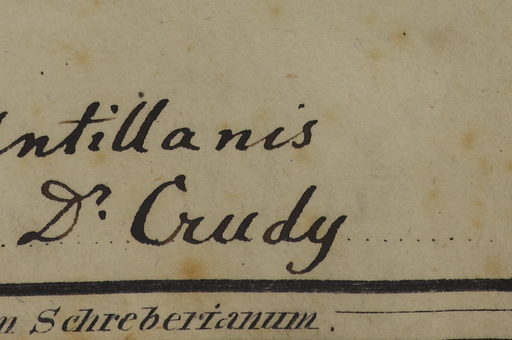 ntillanis
Dr. Crudy
m Schreberianum.